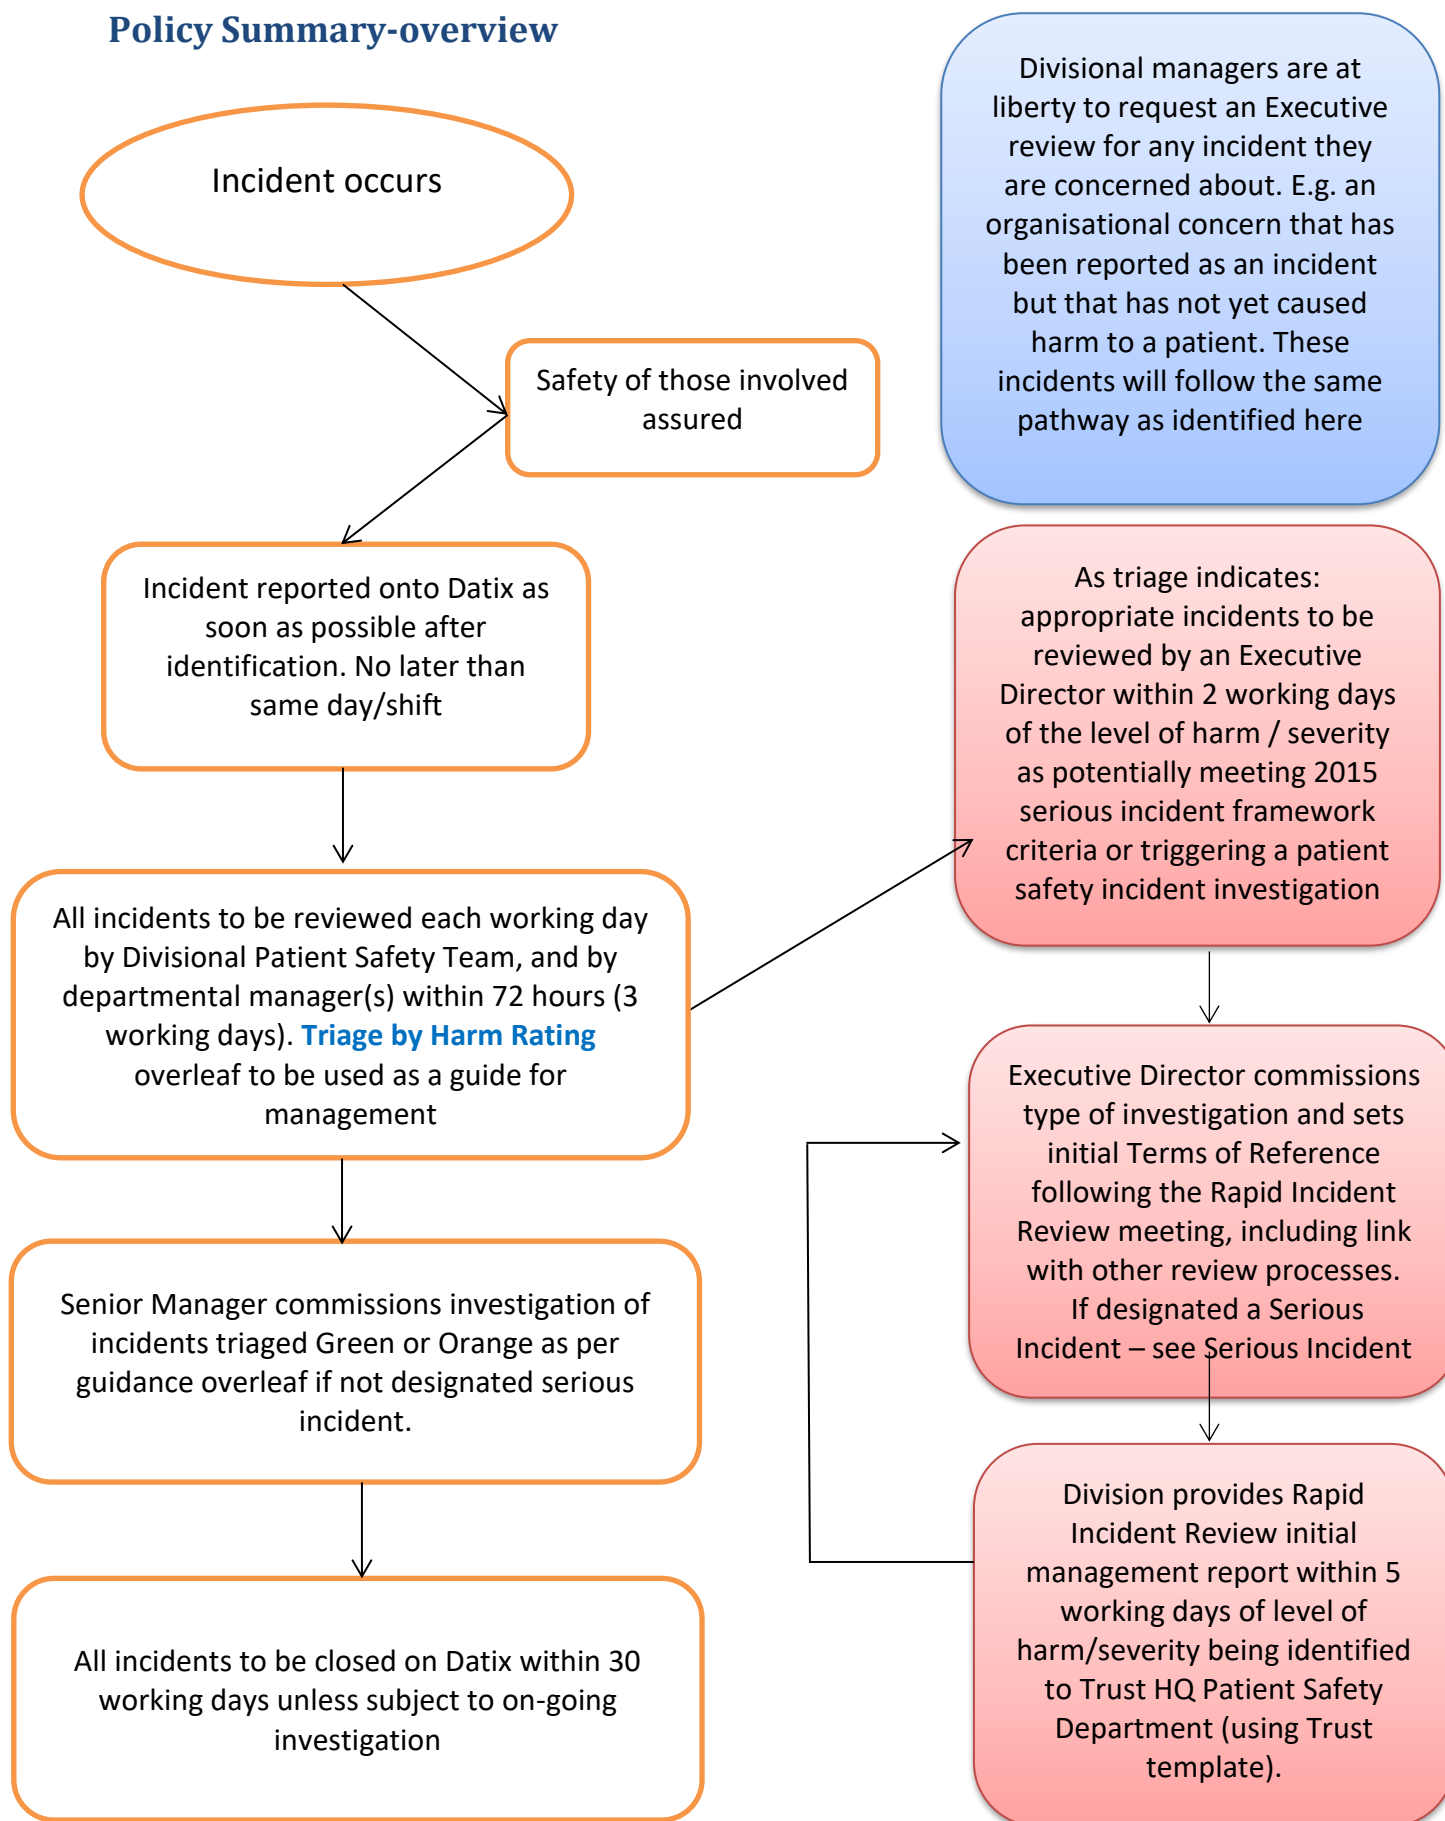 Policy Summary-overview
Incident occurs
Safety of those involved
assured
Incident reported onto Datix as
soon as possible after
identification. No later than
same day/shift
All incidents to be reviewed each working day
by Divisional Patient Safety Team, and by
departmental manager(s) within 72 hours (3
working days). Triage by Harm Rating
overleaf to be used as a guide for
management
Senior Manager commissions investigation of
incidents triaged Green or Orange as per
guidance overleaf if not designated serious
incident.
All incidents to be closed on Datix within 30
working days unless subject to on-going
investigation
Divisional managers are at
liberty to request an Executive
review for any incident they
are concerned about. E.g. an
organisational concern that has
been reported as an incident
but that has not yet caused
harm to a patient. These
incidents will follow the same
pathway as identified here
As triage indicates:
appropriate incidents to be
reviewed by an Executive
Director within 2 working days
of the level of harm / severity
as potentially meeting 2015
serious incident framework
criteria or triggering a patient
safety incident investigation
Executive Director commissions
type of investigation and sets
initial Terms of Reference
following the Rapid Incident
Review meeting, including link
with other review processes.
If designated a Serious
Incident – see Serious Incident
Division provides Rapid
Incident Review initial
management report within 5
working days of level of
harm/severity being identified
to Trust HQ Patient Safety
Department (using Trust
template).